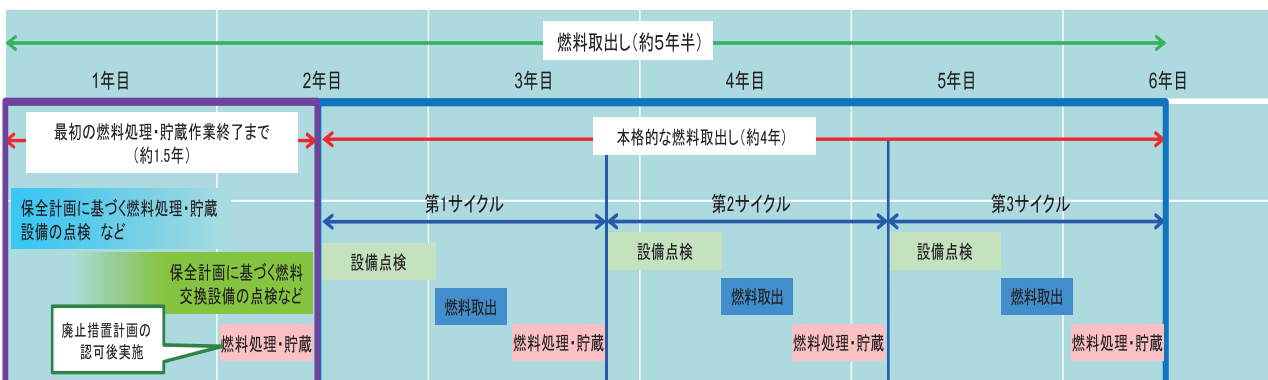 燃料取出し(約5年半)
1年目
2年目
3年目
4年目
5年目
6年目
最初の燃料処理・貯蔵作業終了まで
(約1.5年)
本格的な燃料取出し(約4年)
保全計画に基づく燃料処理・貯蔵
設備の点検 など
第1サイクル
第2サイクル
第3サイクル
設備点検
設備点検
設備点検
保全計画に基づく燃料
交換設備の点検など
燃料取出
燃料取出
燃料取出
廃止措置計画の
認可後実施
燃料処理・貯蔵
燃料処理・貯蔵
燃料処理・貯蔵
燃料処理・貯蔵